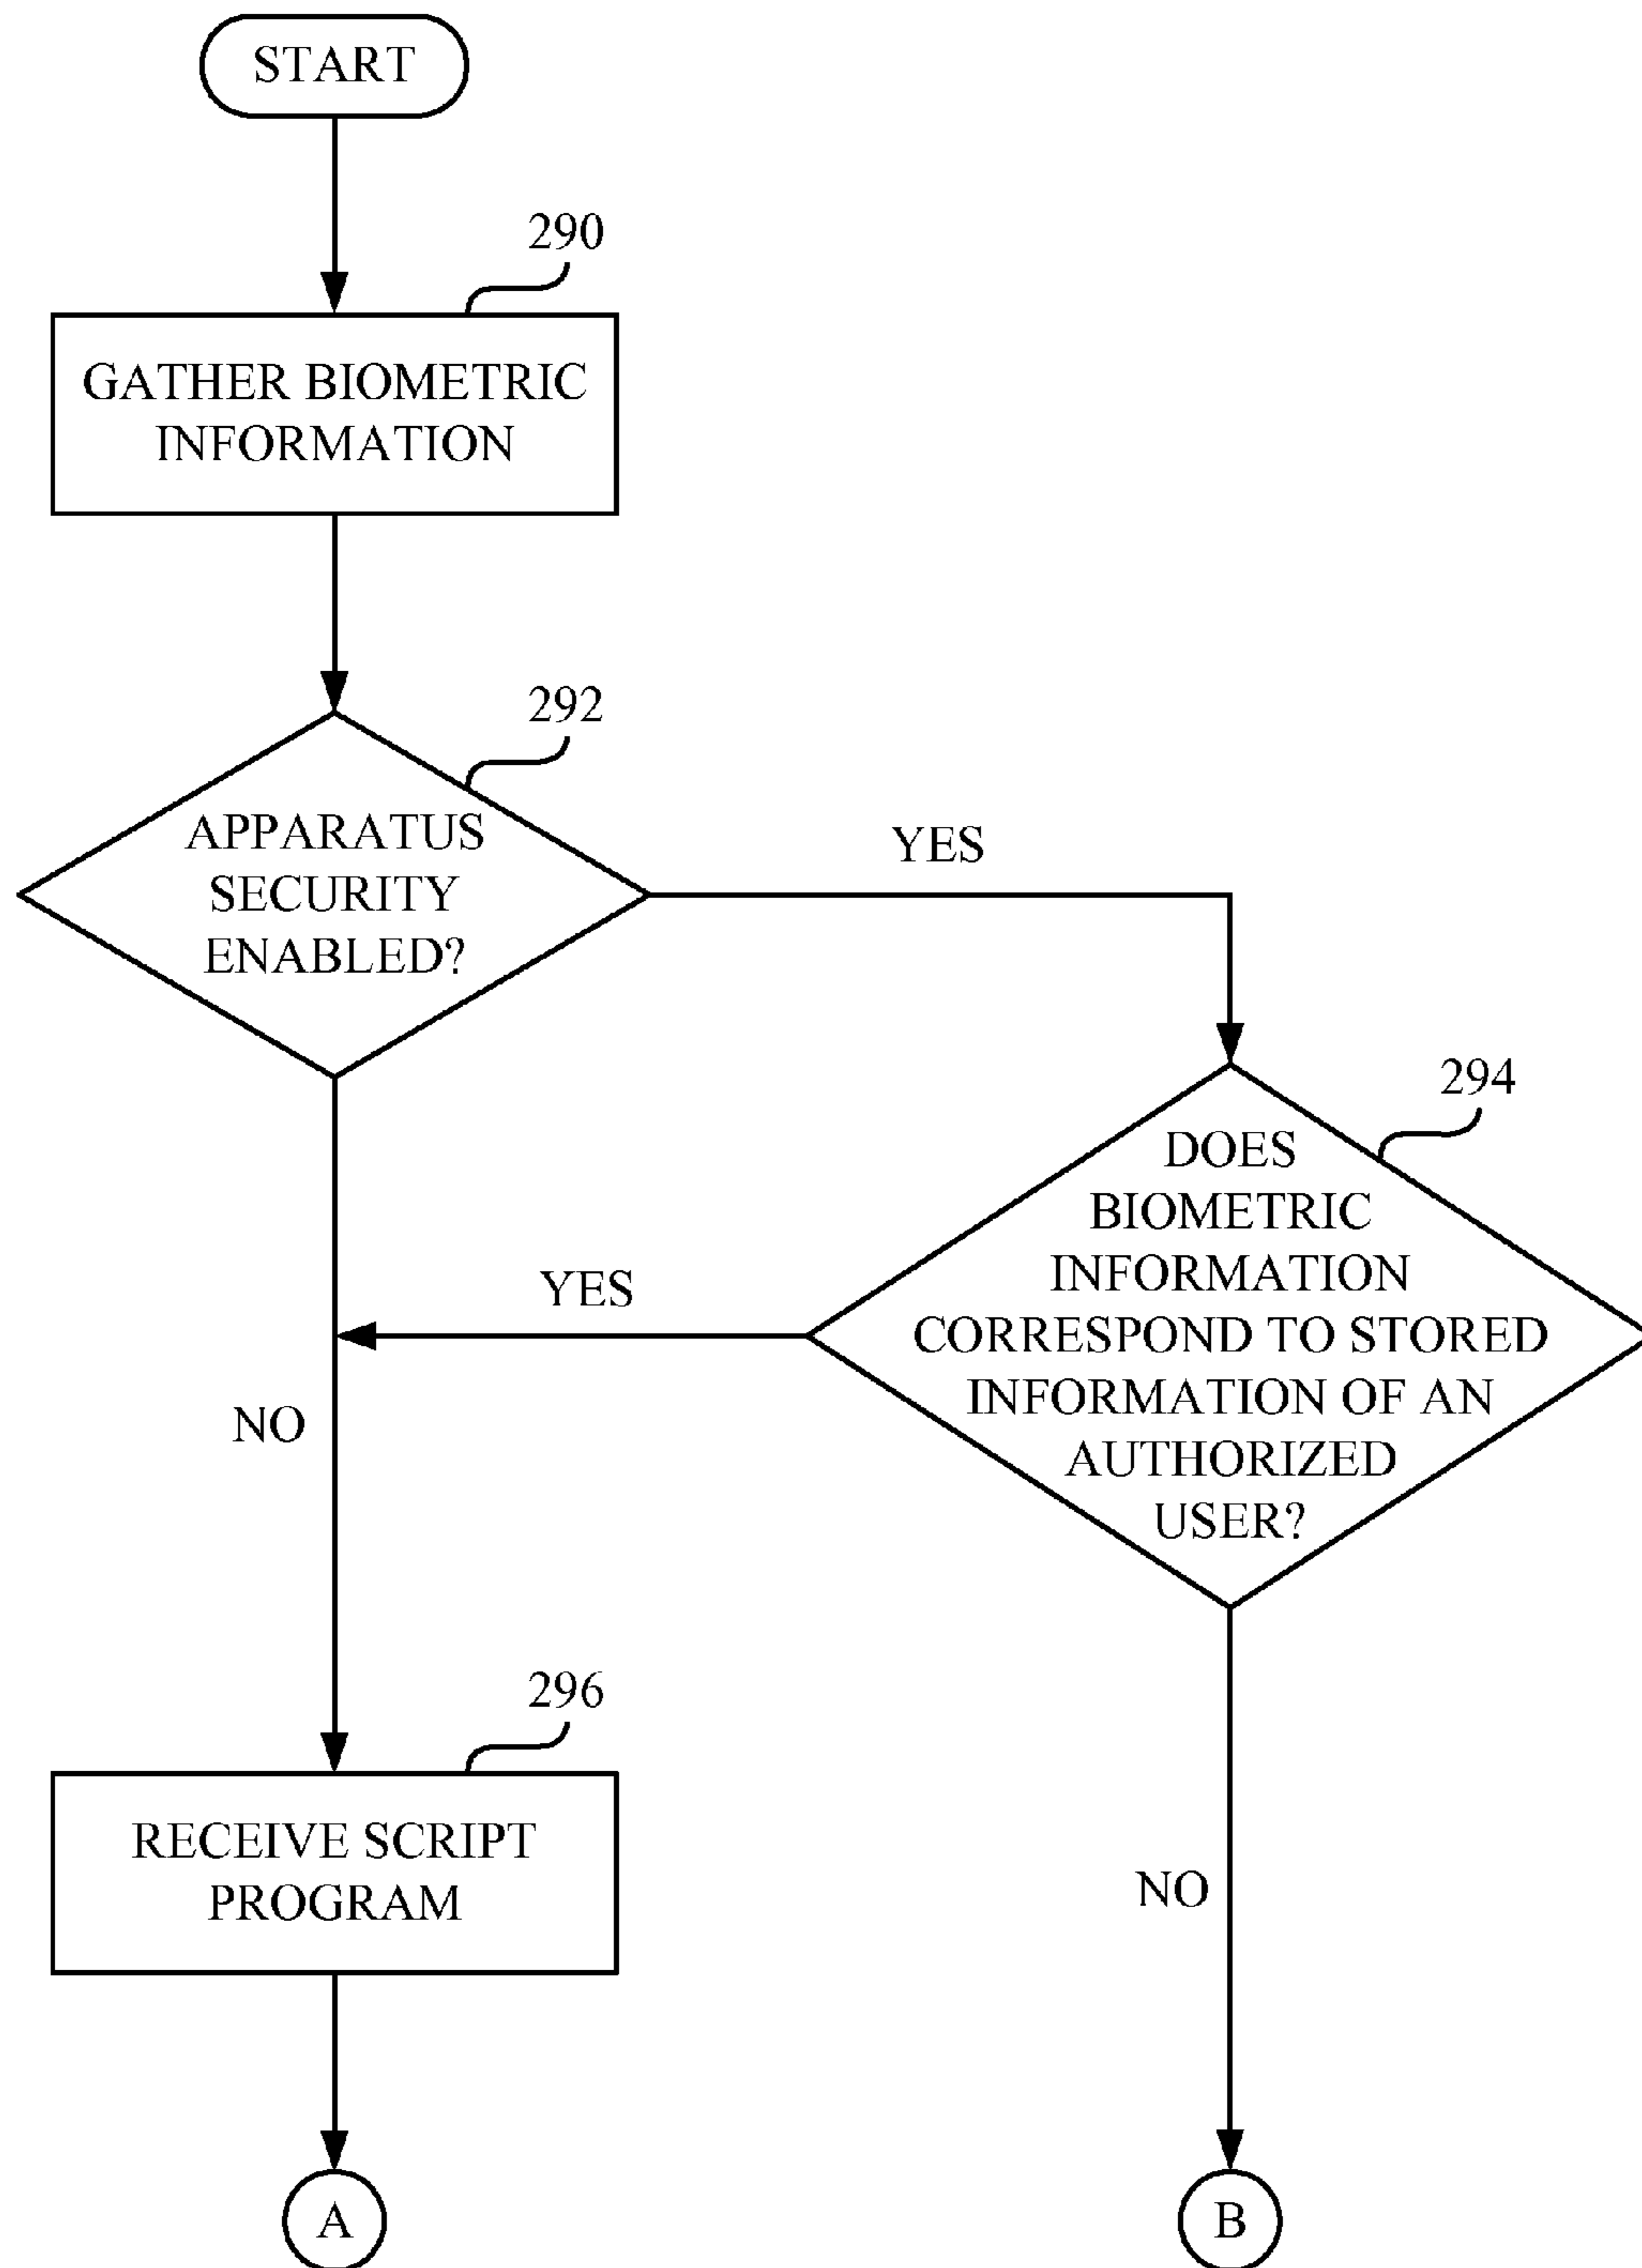 START
290
GATHER BIOMETRIC
INFORMATION
292
APPARATUS
SECURITY
ENABLED?
YES
294
DOES
BIOMETRIC
INFORMATION
CORRESPOND TO STORED
INFORMATION OF AN
AUTHORIZED
USER?
YES
NO
296
RECEIVE SCRIPT
PROGRAM
NO
A
B